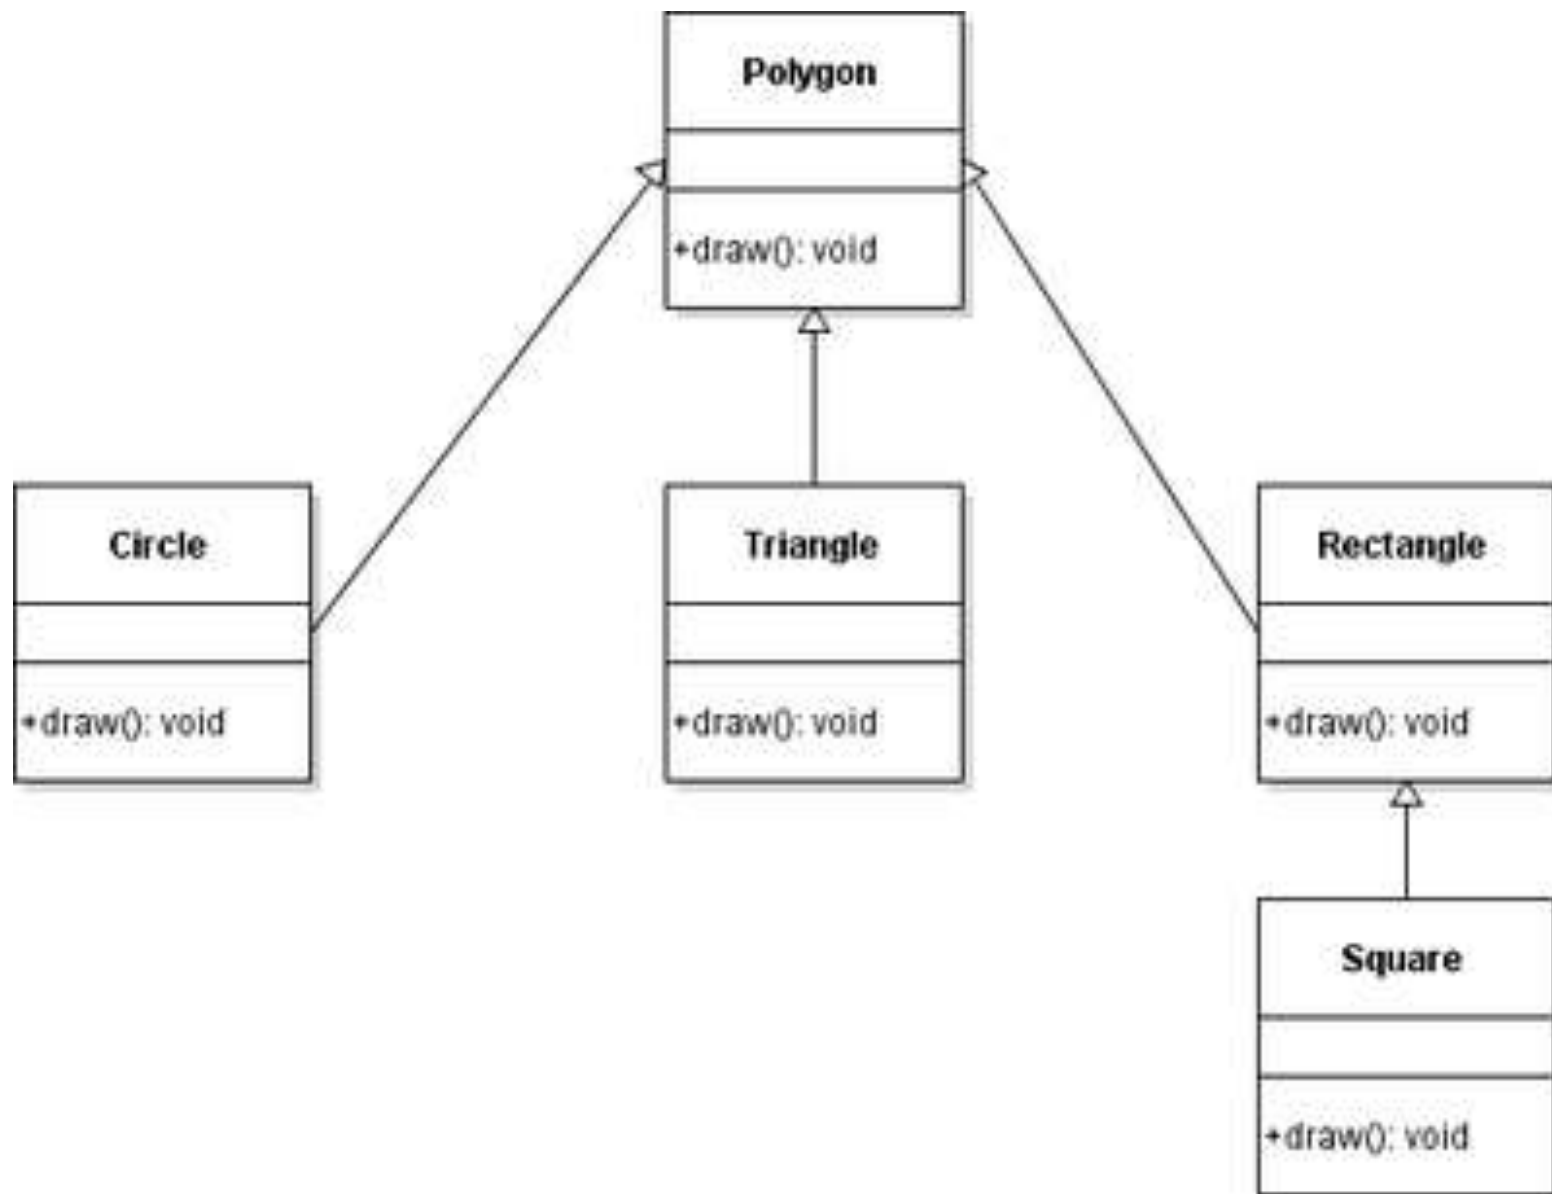 Polygon
+draw(): void
Circle
+draw(): void
Triangle
+draw(): void
Rectangle
+draw(): void
Square
+draw(): void